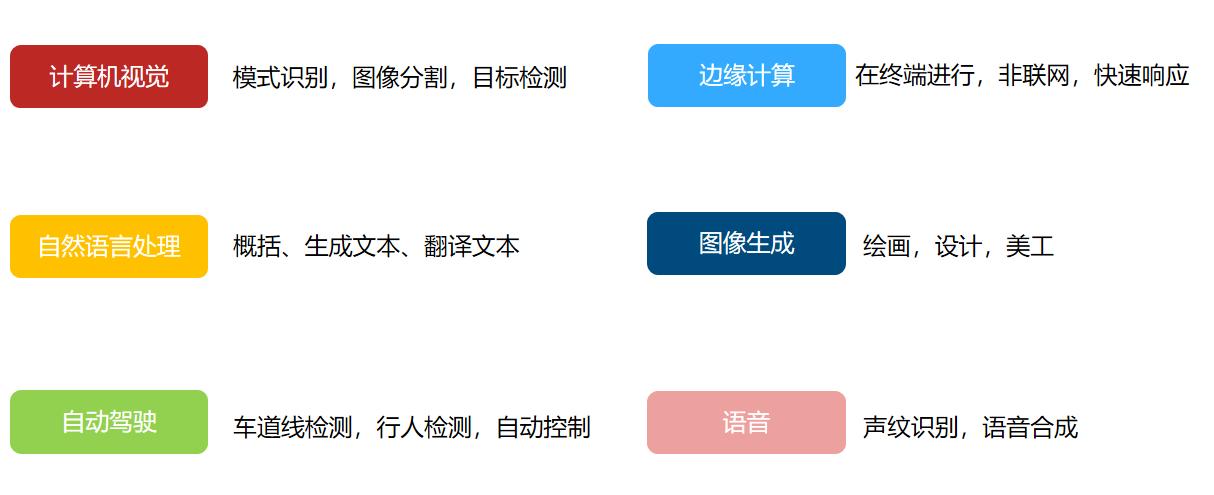 计算机视觉
模式识别，图像分割，目标检测
边缘计算
在终端进行，非联网，快速响应
自然语言处理
概括、生成文本、翻译文本
图像生成
绘画，设计，美工
自动驾驶
车道线检测，行人检测，自动控制
语音
声纹识别，语音合成